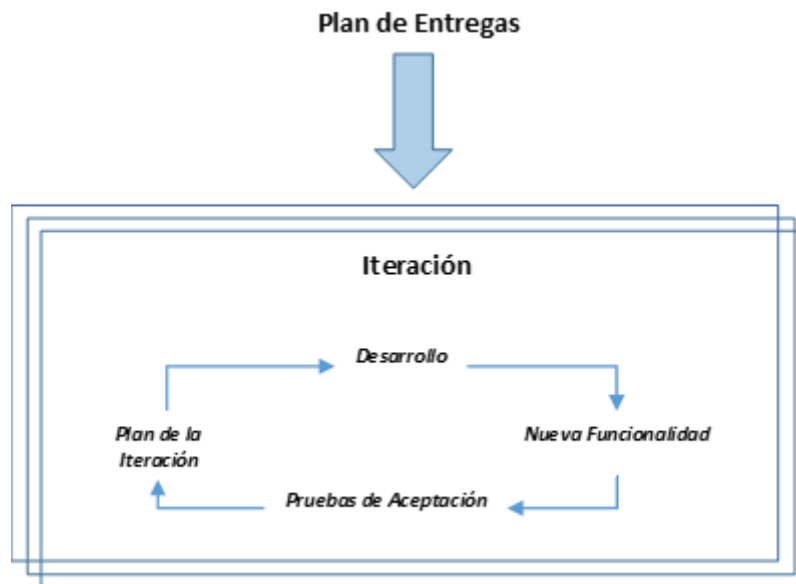 Plan de Entregas
Iteración
Desarrollo
Plan de la
Iteración
Nueva Funcionalidad
Pruebas de Aceptación